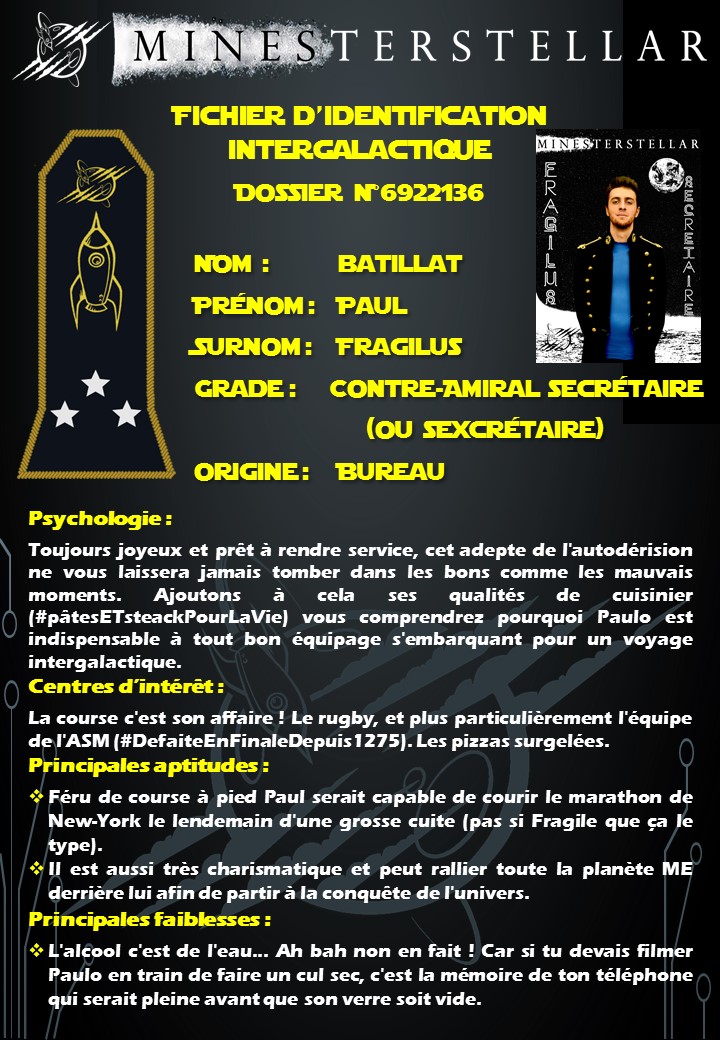 MINESTERSTELLAR
Fichier d'identification
intergalactique
Dossier N°6922136
MINESTERSTELLAR
FRAGILUS
SECRETAIRE
Nom : Batillat
Prénom : Paul
Surnom : Fragilus
Grade : Contre-Amiral Secrétaire
(ou Sexcrétaire)
Origine : Bureau
Psychologie :
Toujours joyeux et prêt à rendre service, cet adepte de l'autodérision
ne vous laissera jamais tomber dans les bons comme les mauvais
moments. Ajoutons à cela ses qualités de cuisinier
(#pâtesETsteackPourLaVie) vous comprendrez pourquoi Paulo est
indispensable à tout bon équipage s'embarquant pour un voyage
intergalactique.
Centres d'intérêt :
La course c'est son affaire ! Le rugby, et plus particulièrement l'équipe
de l'ASM (#DefaiteEnFinaleDepuis1275). Les pizzas surgelées.
Principales aptitudes :
❖ Féru de course à pied Paul serait capable de courir le marathon de
New-York le lendemain d'une grosse cuite (pas si Fragile que ça le
type).
❖ Il est aussi très charismatique et peut rallier toute la planète ME
derrière lui afin de partir à la conquête de l'univers.
Principales faiblesses :
❖ L'alcool c'est de l'eau... Ah bah non en fait ! Car si tu devais filmer
Paulo en train de faire un cul sec, c'est la mémoire de ton téléphone
qui serait pleine avant que son verre soit vide.